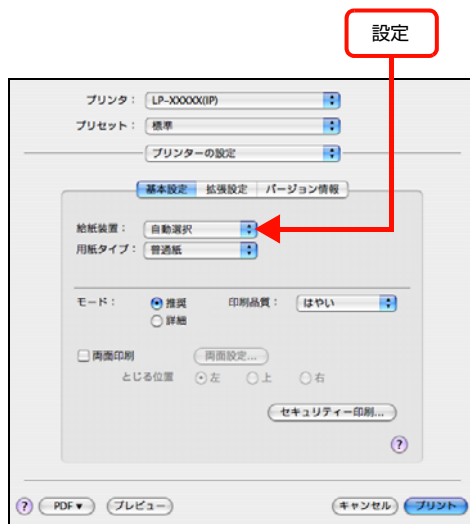 設定
プリンタ： LP-XXXXX(IP)
プリセット： 標準
プリンターの設定
基本設定 拡張設定 バージョン情報
給紙装置： 自動選択
用紙タイプ： 普通紙
モード： 推奨 印刷品質： はやい
詳細
両面印刷 両面設定...
とじる位置 左 上 右
セキュリティー印刷...
?
? PDF▼ プレビュー キャンセル プリント